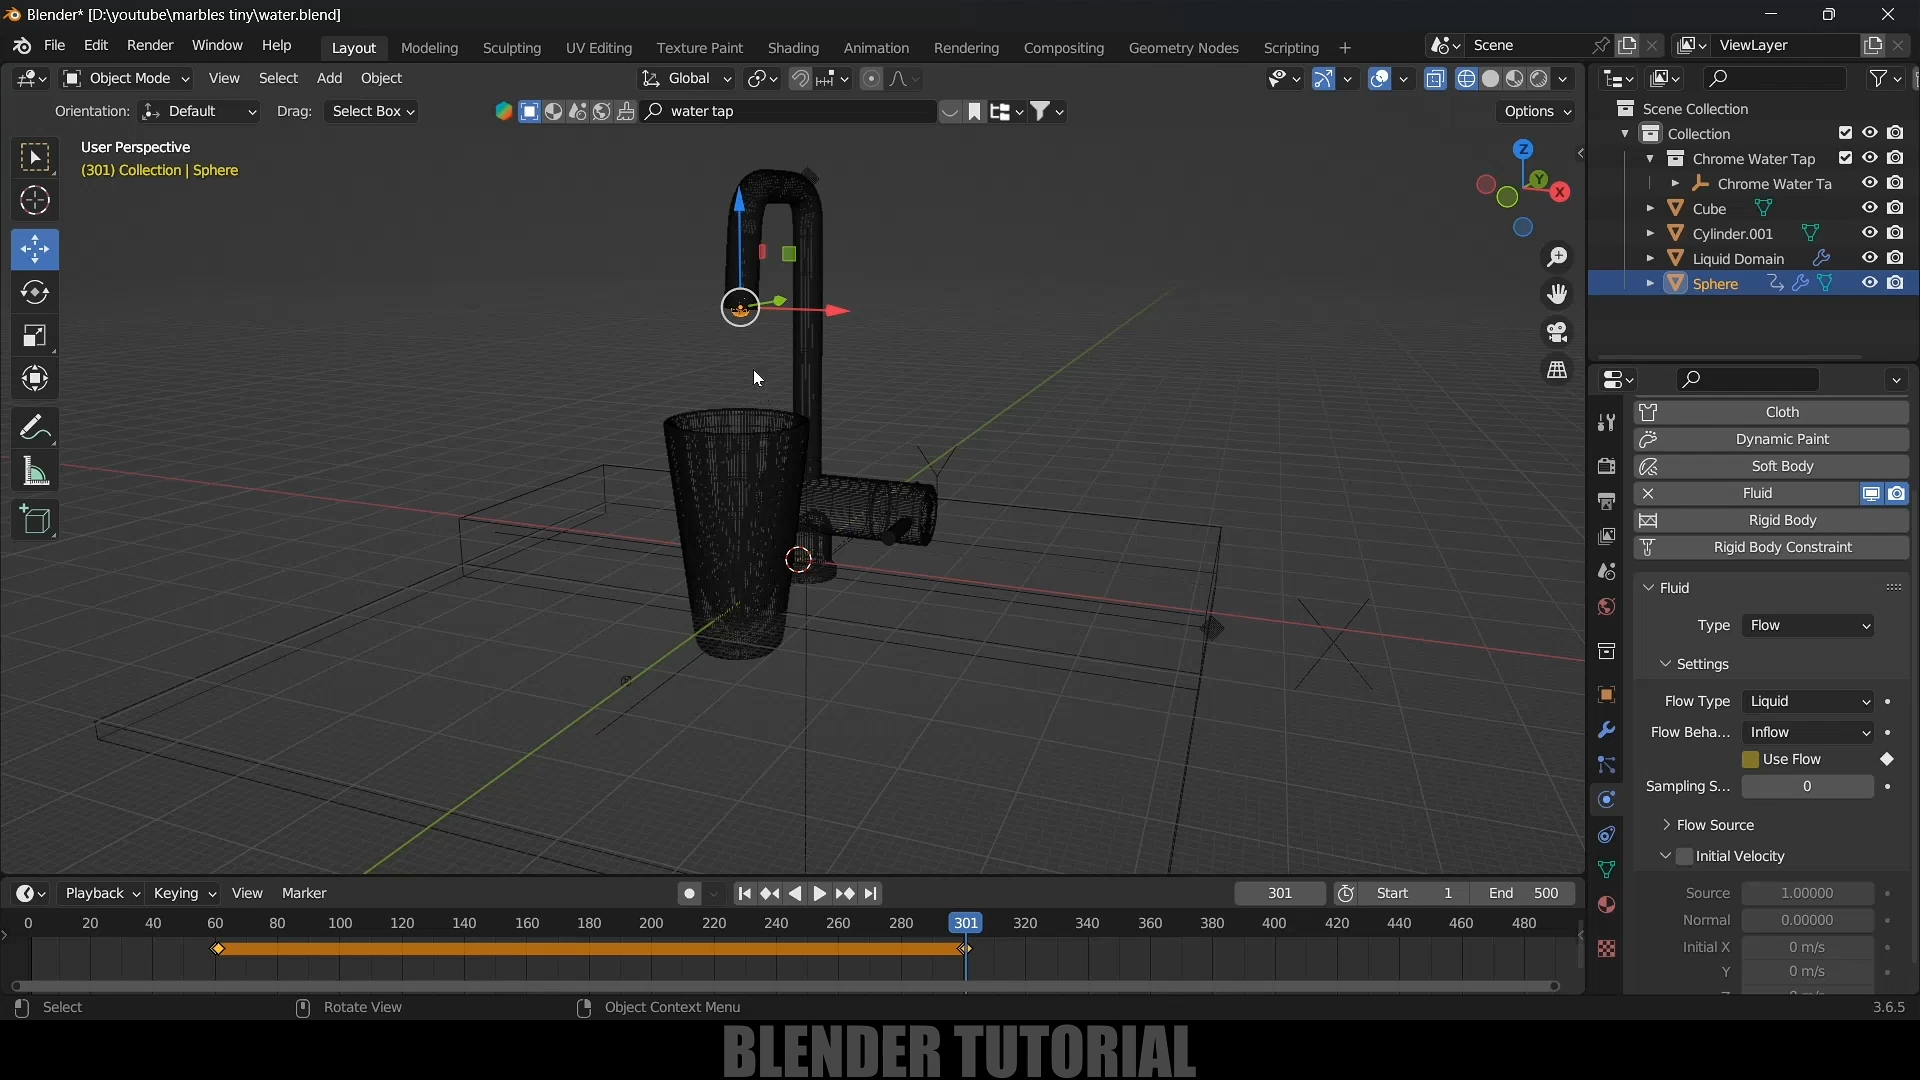 Blender* [D:\youtube\marbles tiny\water.blend]
File Edit Render Window Help Layout Modeling Sculpting UV Editing Texture Paint Shading Animation Rendering Compositing Geometry Nodes Scripting + Scene ViewLayer
Object Mode View Select Add Object Global
Orientation: Default Drag: Select Box water tap Options
User Perspective
(301) Collection | Sphere
Z
Y
X
Scene Collection
Collection
Chrome Water Tap
Chrome Water Ta
Cube
Cylinder.001
Liquid Domain
Sphere
Cloth
Dynamic Paint
Soft Body
Fluid
Rigid Body
Rigid Body Constraint
Fluid
Type Flow
Settings
Flow Type Liquid
Flow Beha... Inflow
Use Flow
Sampling S... 0
Flow Source
Initial Velocity
Source 1.00000
Normal 0.00000
Initial X 0 m/s
Y 0 m/s
Playback Keying View Marker 301 Start 1 End 500
0 20 40 60 80 100 120 140 160 180 200 220 240 260 280 301 320 340 360 380 400 420 440 460 480
Select Rotate View Object Context Menu 3.6.5
BLENDER TUTORIAL